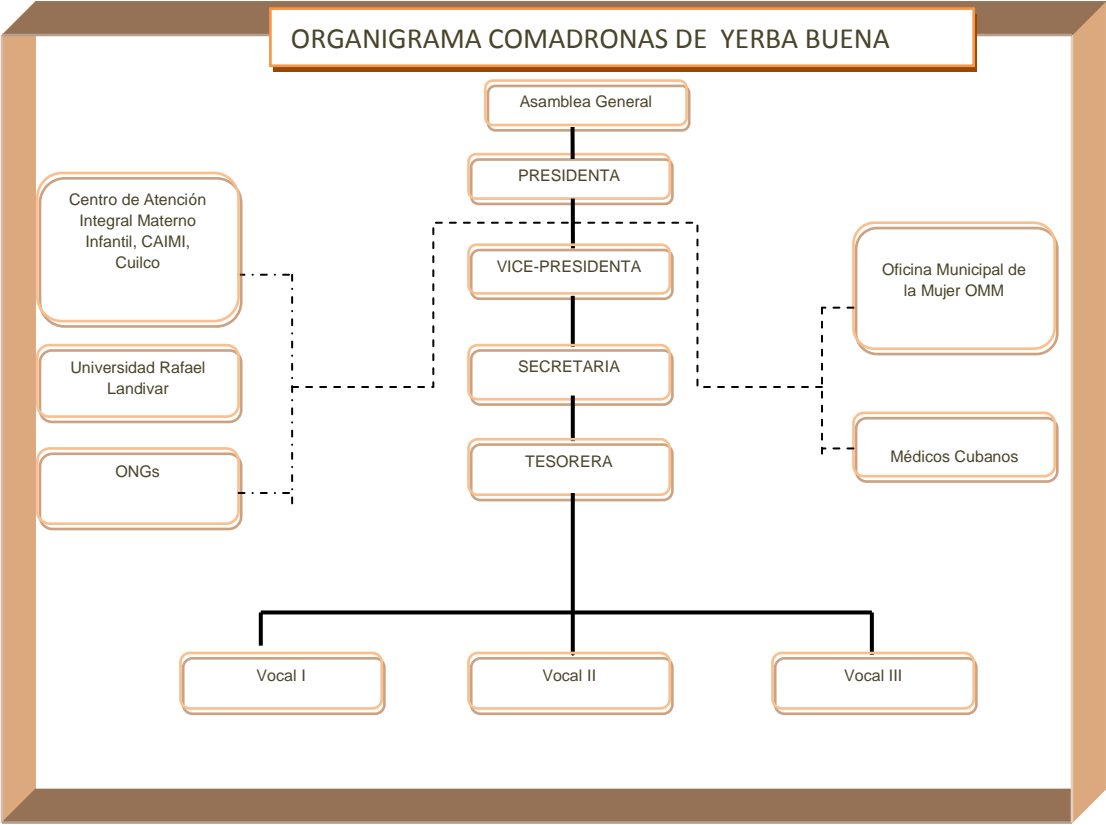 ORGANIGRAMA COMADRONAS DE YERBA BUENA
Asamblea General
PRESIDENTA
Centro de Atención
Integral Materno
Infantil, CAIMI,
Cuilco
VICE-PRESIDENTA
Oficina Municipal de
la Mujer OMM
Universidad Rafael
Landivar
SECRETARIA
ONGs
TESORERA
Médicos Cubanos
Vocal I
Vocal II
Vocal III